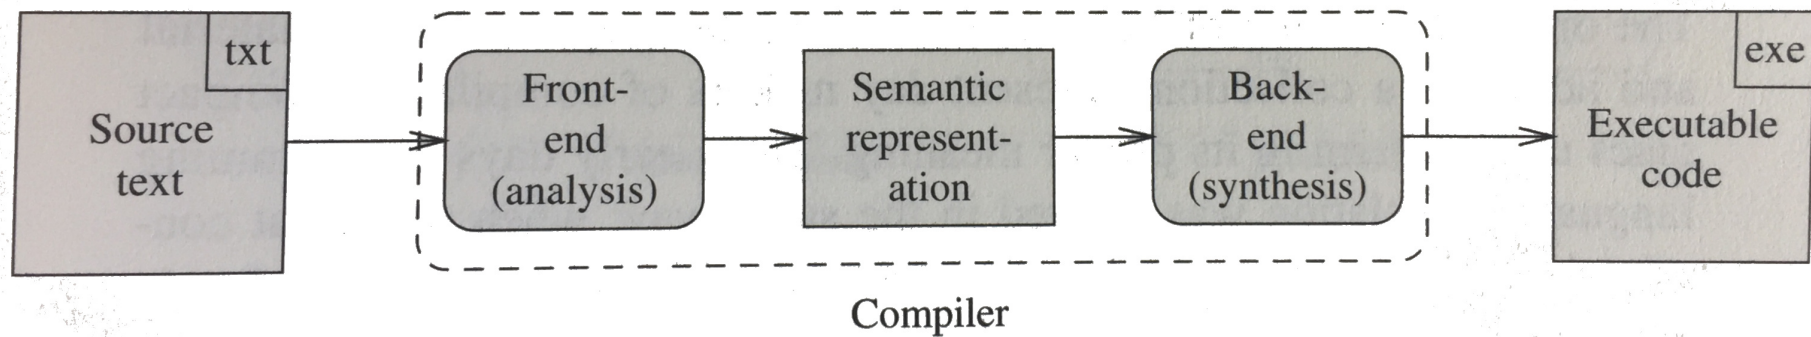 txt
Source
text
Front-
end
(analysis)
Semantic
represent-
ation
Back-
end
(synthesis)
exe
Executable
code
Compiler